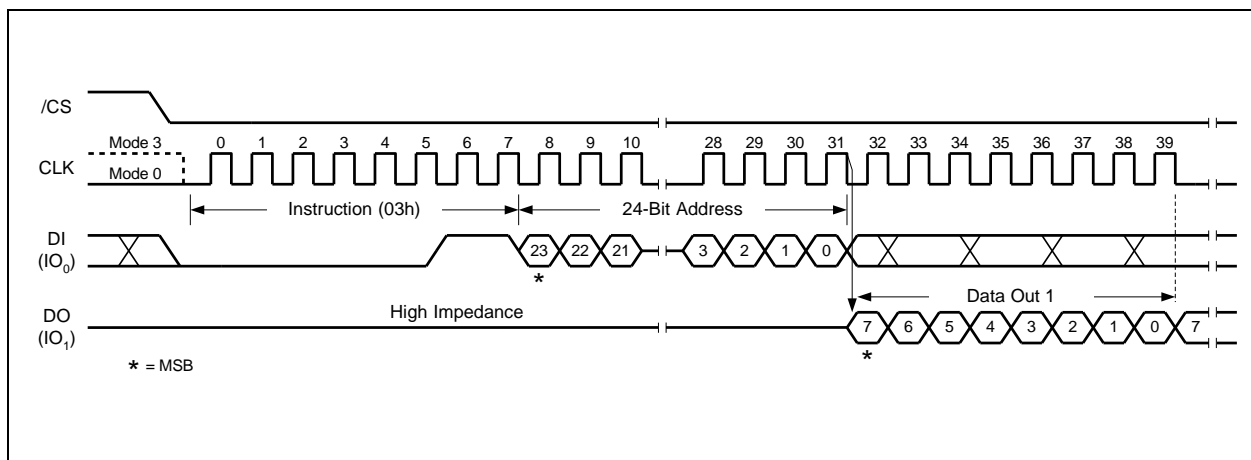 /CS
Mode 3
0 1 2 3 4 5 6 7 8 9 10 28 29 30 31 32 33 34 35 36 37 38 39
CLK
Mode 0
Instruction (03h)
24-Bit Address
DI
(IO0)
23 22 21 3 2 1 0
*
Data Out 1
DO
(IO1)
High Impedance
7 6 5 4 3 2 1 0 7
*
* = MSB